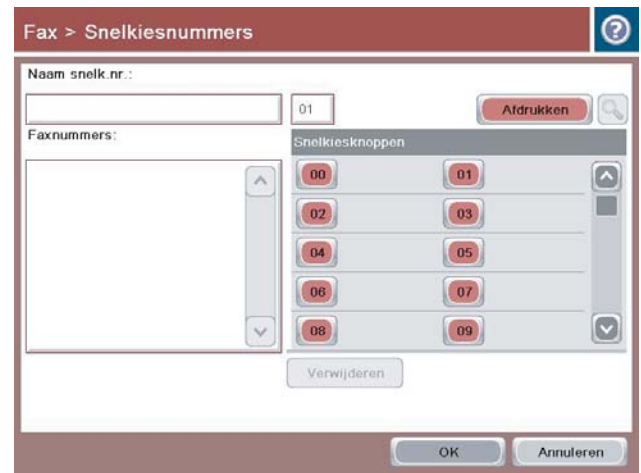 Fax > Snelkiesnummers
Naam snelk.nr.:
01
Afdrukken
Faxnummers:
Snelkiesknoppen
00 01
02 03
04 05
06 07
08 09
Verwijderen
OK Annuleren